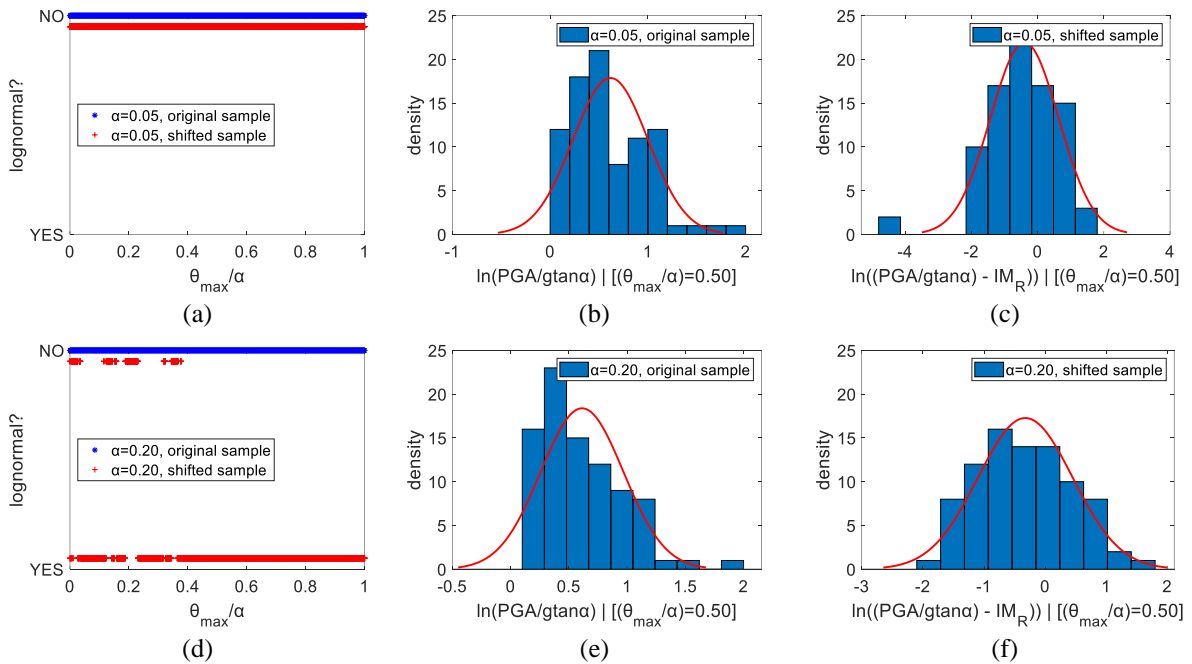 NO
YES
lognormal?
α=0.05, original sample
α=0.05, shifted sample
0 0.2 0.4 0.6 0.8 1
θmax/α
(a)
25
20
15
10
5
0
density
α=0.05, original sample
-1 0 1 2
ln(PGA/gtanα) | [(θmax/α)=0.50]
(b)
25
20
15
10
5
0
density
α=0.05, shifted sample
-4 -2 0 2 4
ln((PGA/gtanα) - IMR)) | [(θmax/α)=0.50]
(c)
NO
YES
lognormal?
α=0.20, original sample
α=0.20, shifted sample
0 0.2 0.4 0.6 0.8 1
θmax/α
(d)
25
20
15
10
5
0
density
α=0.20, original sample
-0.5 0 0.5 1 1.5 2
ln(PGA/gtanα) | [(θmax/α)=0.50]
(e)
25
20
15
10
5
0
density
α=0.20, shifted sample
-3 -2 -1 0 1 2
ln((PGA/gtanα) - IMR)) | [(θmax/α)=0.50]
(f)